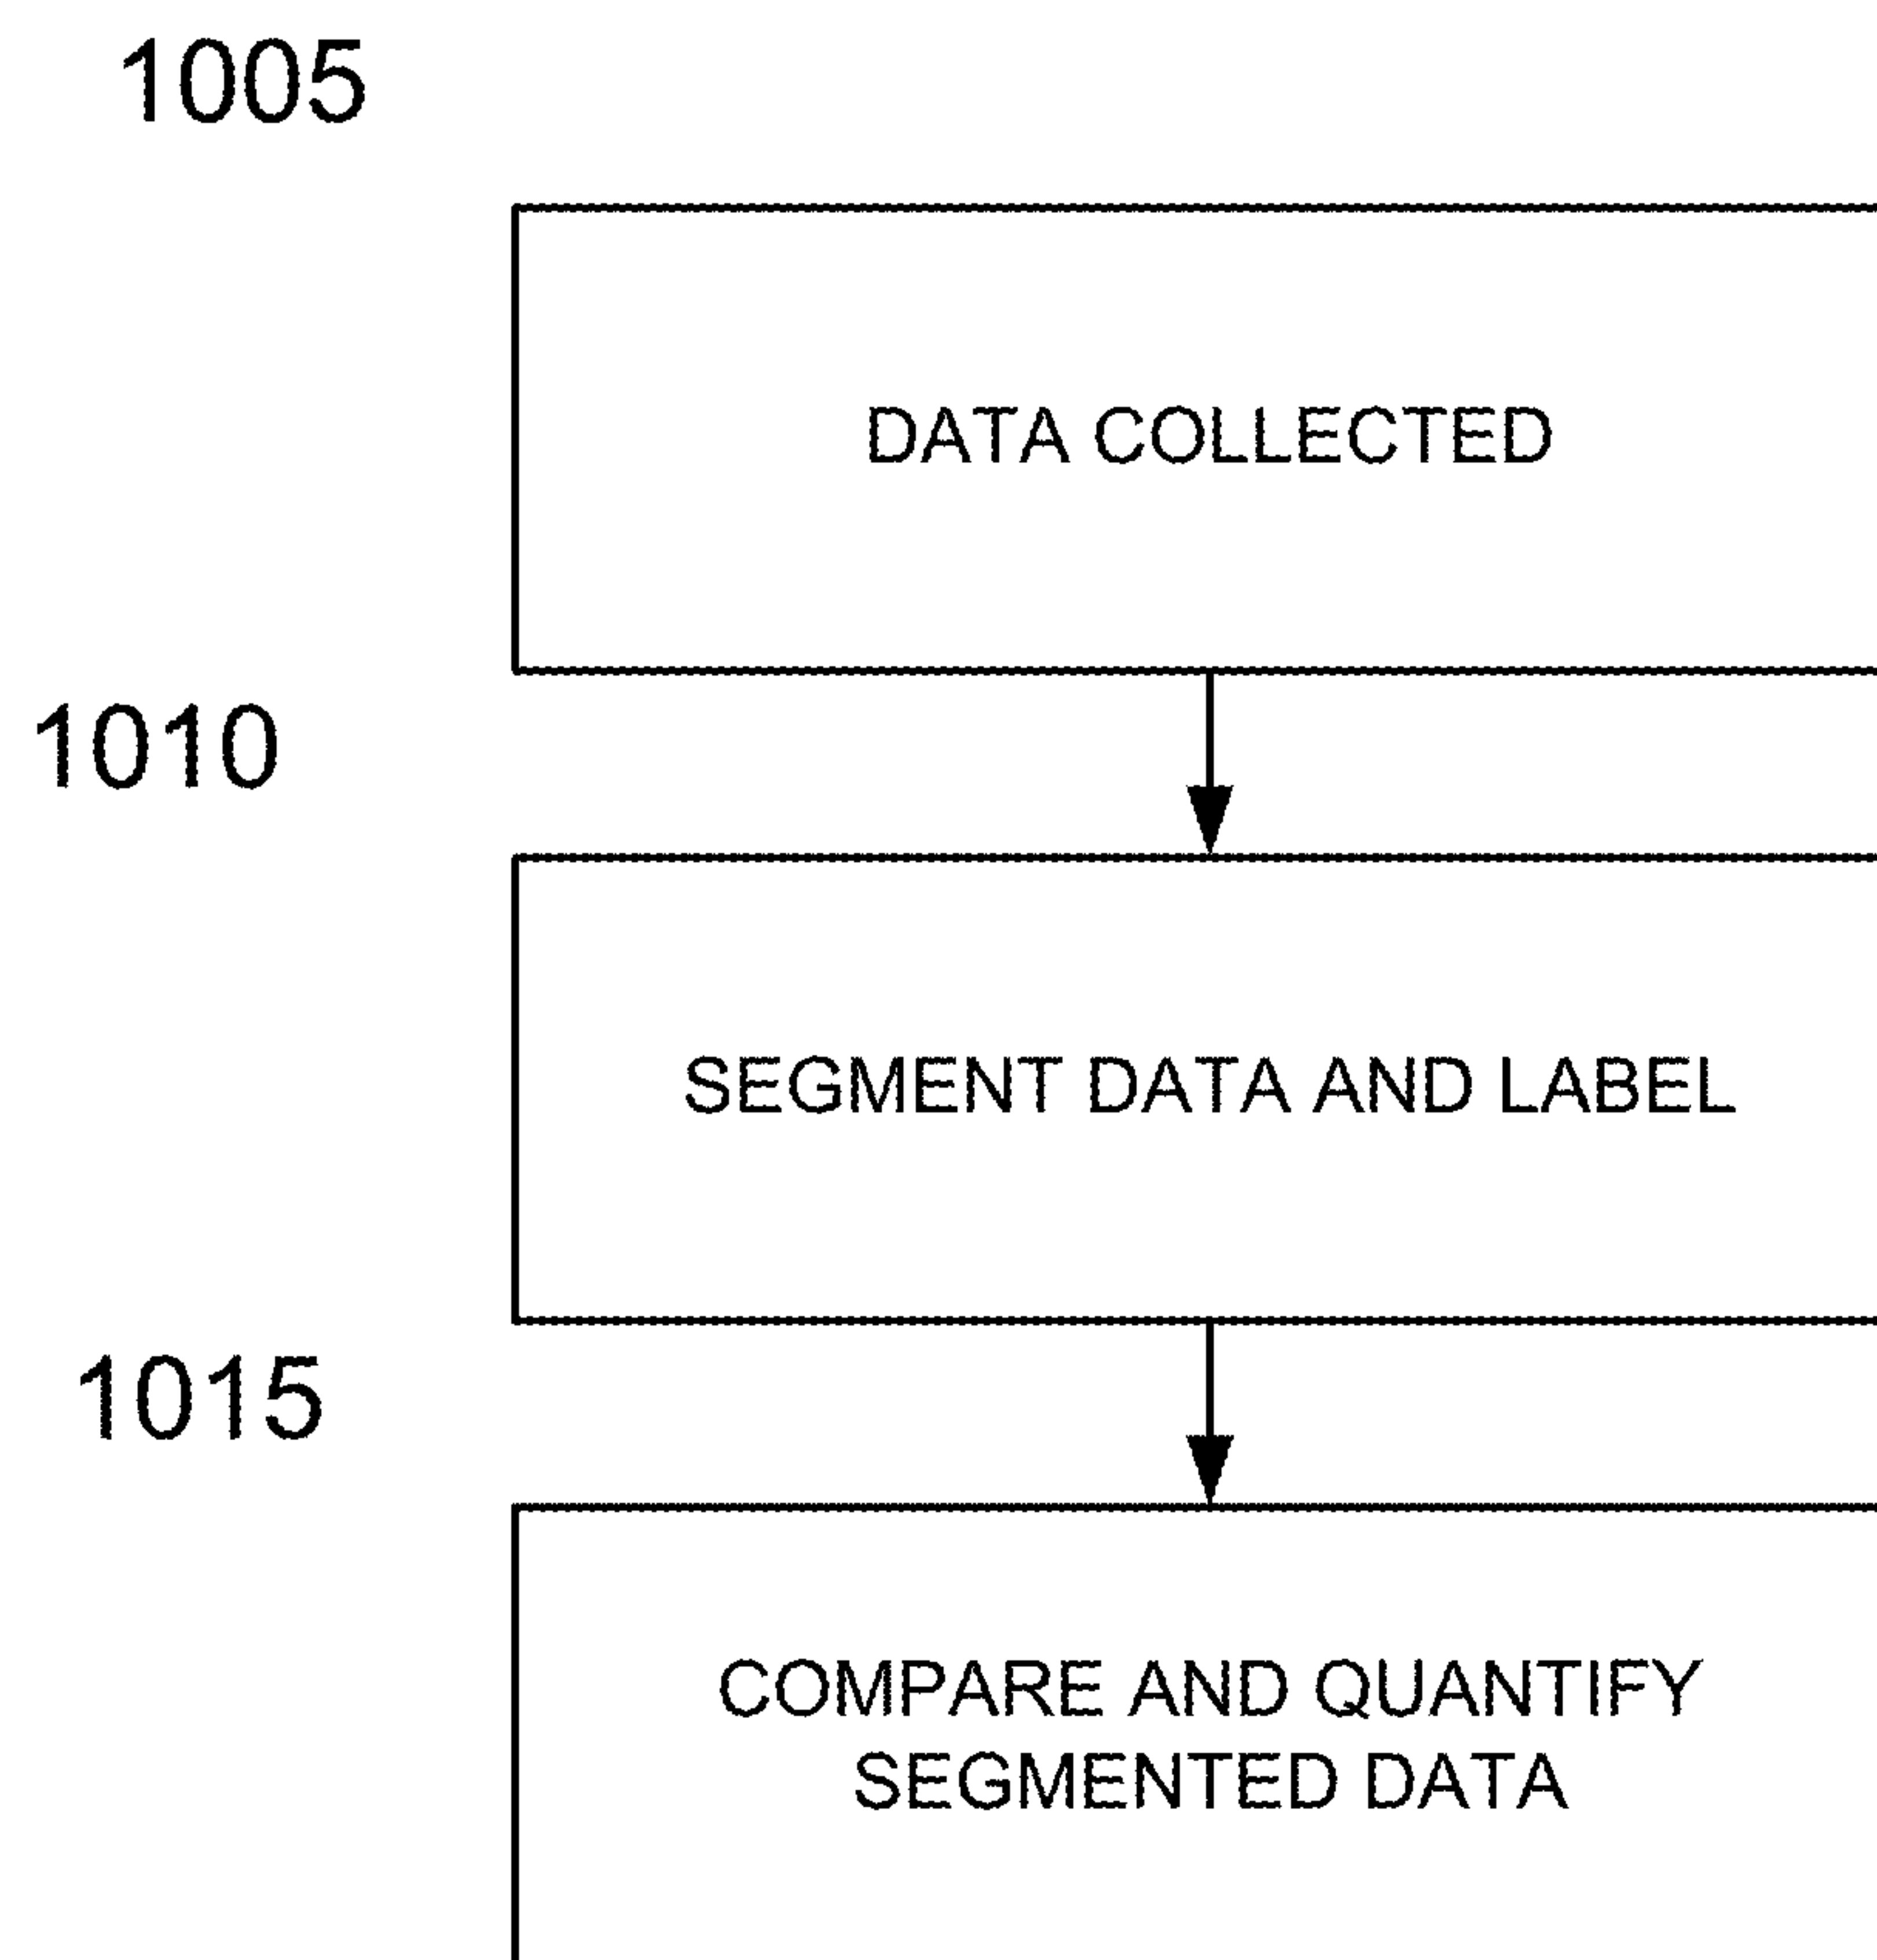 1005
DATA COLLECTED
1010
SEGMENT DATA AND LABEL
1015
COMPARE AND QUANTIFY
SEGMENTED DATA